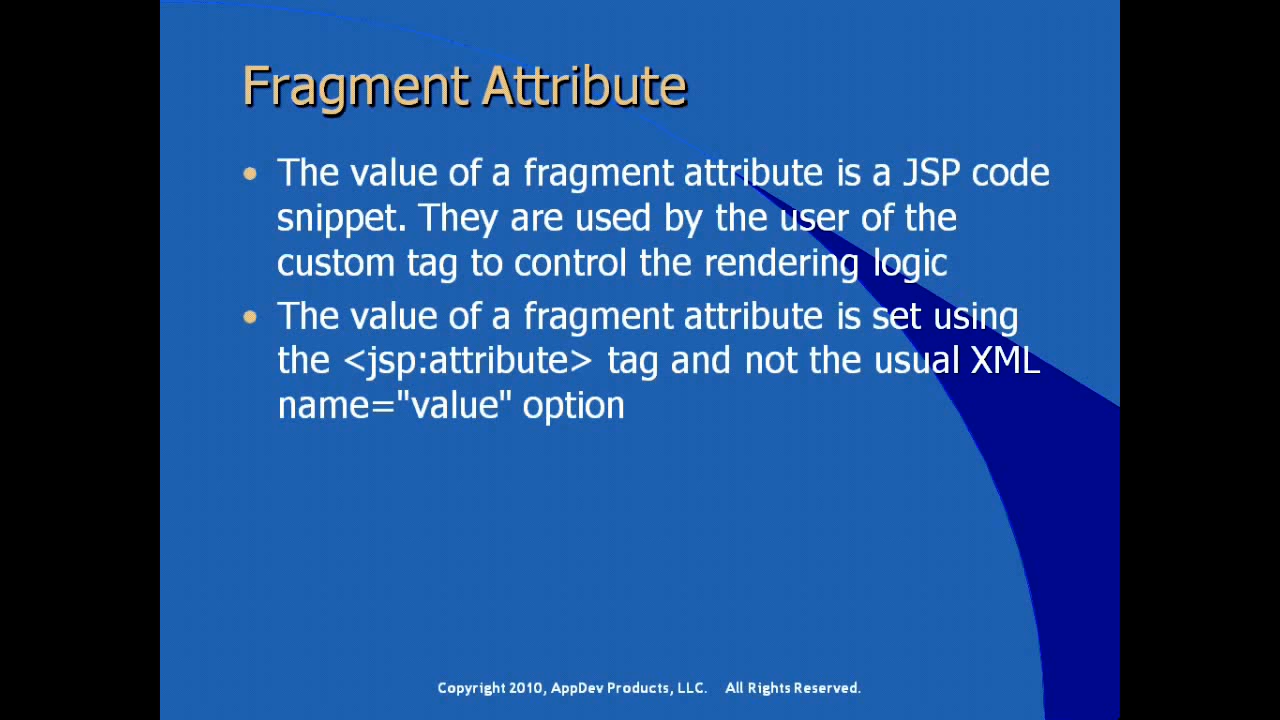 Fragment Attribute
• The value of a fragment attribute is a JSP code
snippet. They are used by the user of the
custom tag to control the rendering logic
• The value of a fragment attribute is set using
the <jsp:attribute> tag and not the usual XML
name="value" option
Copyright 2010, AppDev Products, LLC. All Rights Reserved.